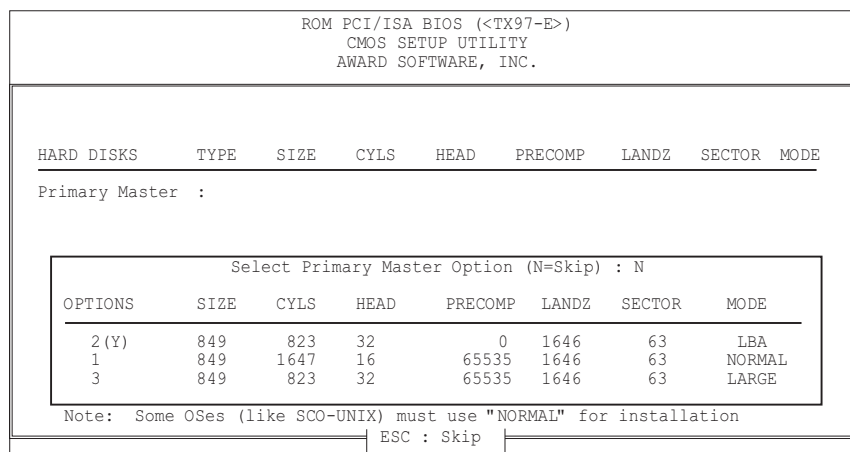 ROM PCI/ISA BIOS (<TX97-E>)
CMOS SETUP UTILITY
AWARD SOFTWARE, INC.
HARD DISKS TYPE SIZE CYLS HEAD PRECOMP LANDZ SECTOR MODE
Primary Master :
Select Primary Master Option (N=Skip) : N
OPTIONS SIZE CYLS HEAD PRECOMP LANDZ SECTOR MODE
2(Y) 849 823 32 0 1646 63 LBA
1 849 1647 16 65535 1646 63 NORMAL
3 849 823 32 65535 1646 63 LARGE
Note: Some OSes (like SCO-UNIX) must use "NORMAL" for installation
ESC : Skip